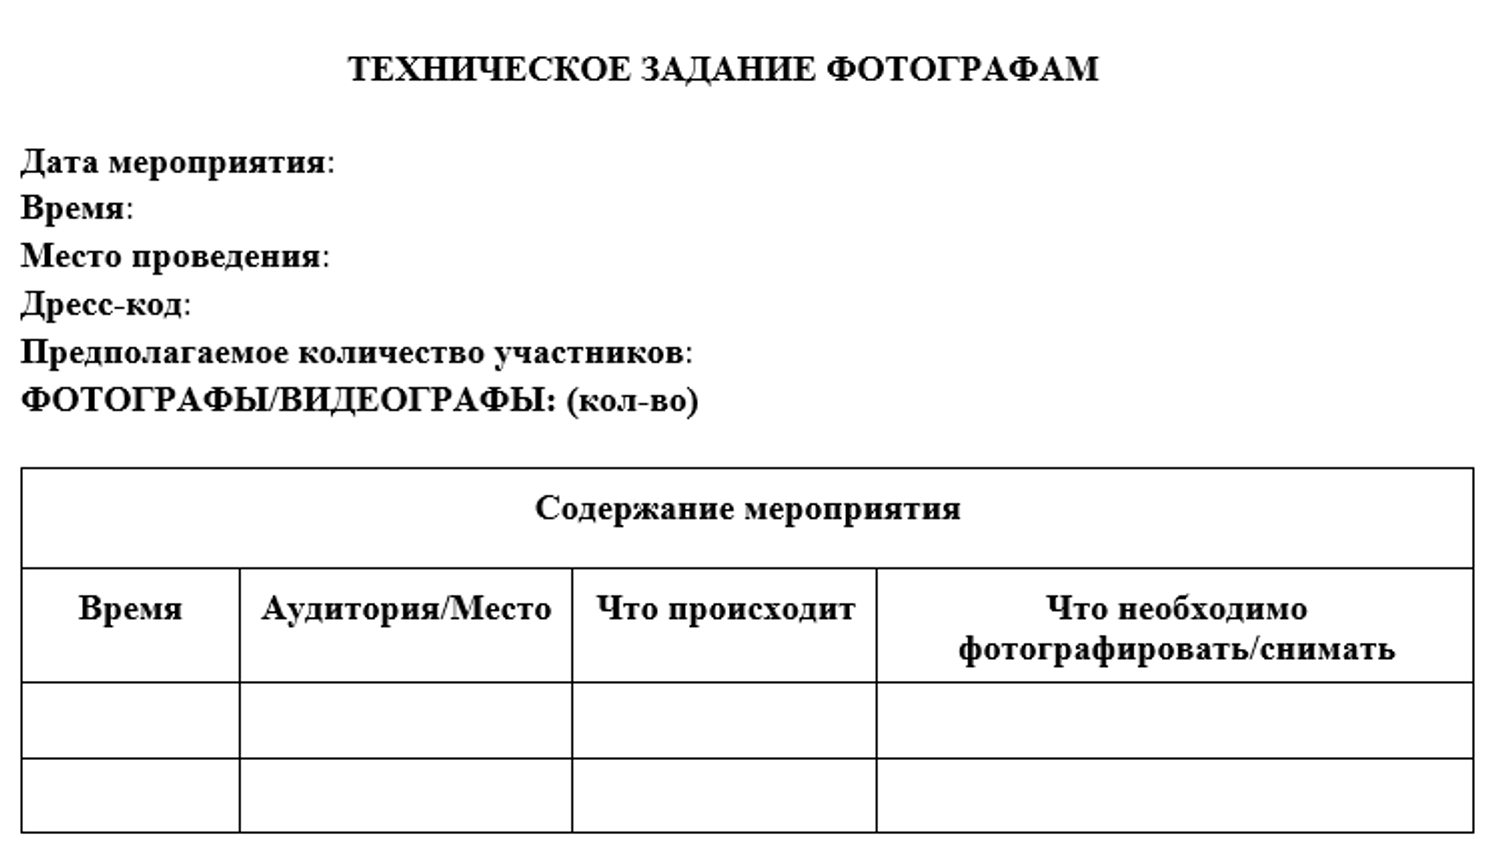 ТЕХНИЧЕСКОЕ ЗАДАНИЕ ФОТОГРАФАМ
Дата мероприятия:
Время:
Место проведения:
Дресс-код:
Предполагаемое количество участников:
ФОТОГРАФЫ/ВИДЕОГРАФЫ: (кол-во)
Содержание мероприятия
Время
Аудитория/Место
Что происходит
Что необходимо
фотографировать/снимать